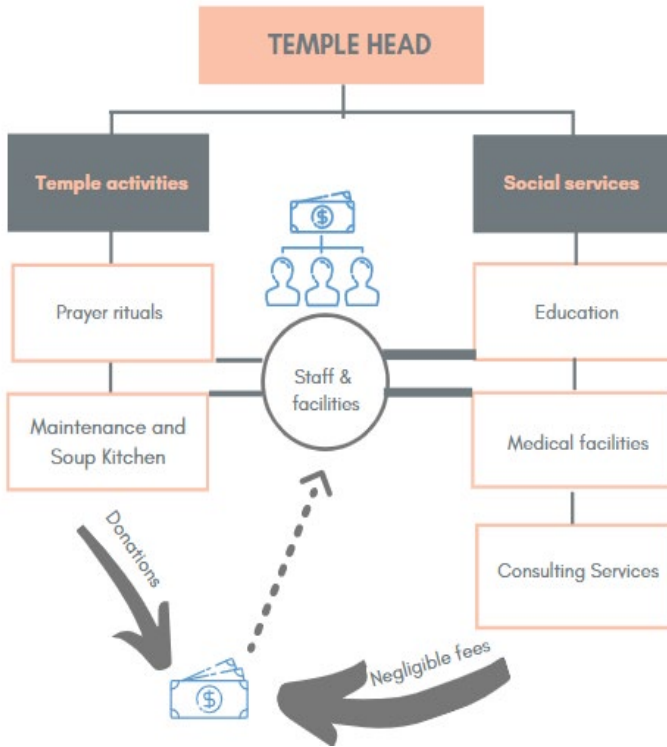 TEMPLE HEAD
Temple activities
Social services
$
Prayer rituals
Education
Staff &
facilities
Maintenance and
Soup Kitchen
Medical facilities
Donations
Consulting Services
Negligible fees
$